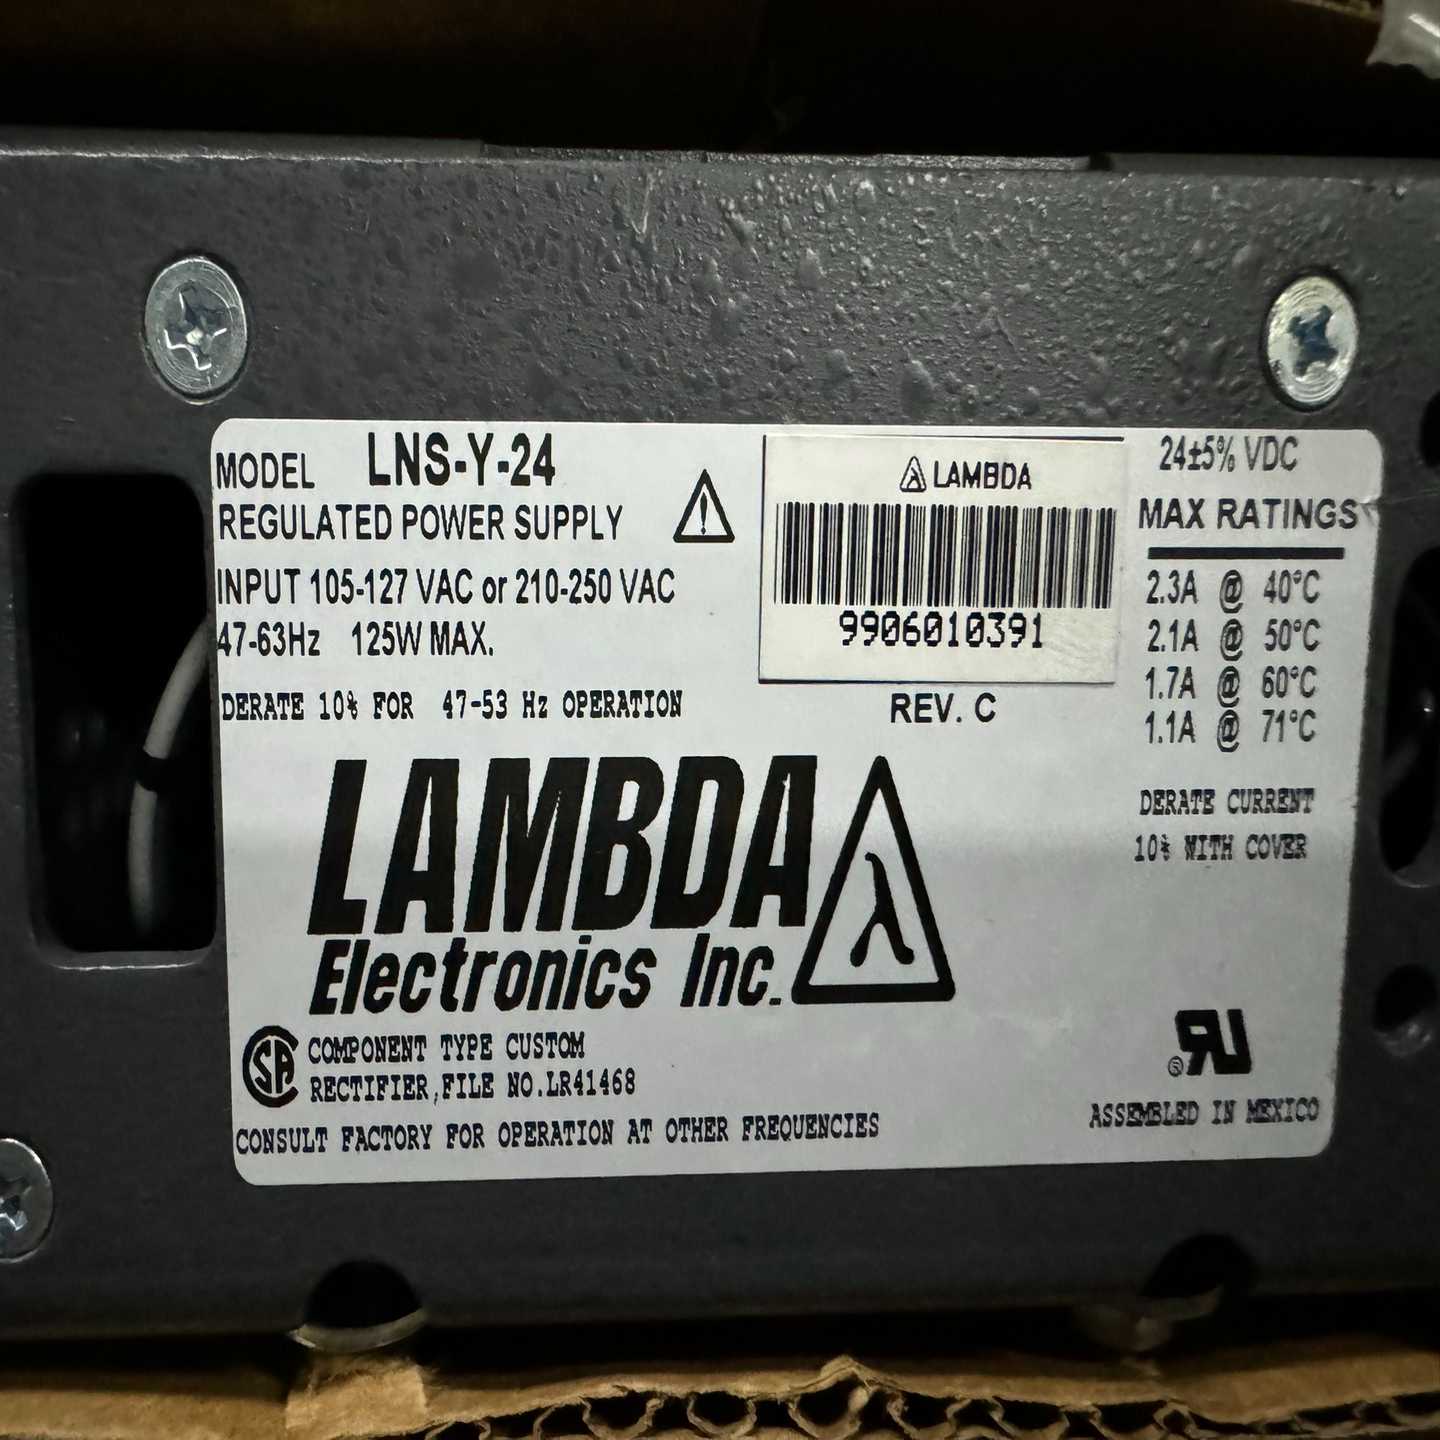 MODEL LNS-Y-24
REGULATED POWER SUPPLY
INPUT 105-127 VAC or 210-250 VAC
47-63Hz 125W MAX.
DERATE 10% FOR 47-53 Hz OPERATION
LAMBDA
9906010391
REV. C
24±5% VDC
MAX RATINGS
2.3A @ 40°C
2.1A @ 50°C
1.7A @ 60°C
1.1A @ 71°C
DERATE CURRENT
10% WITH COVER
LAMBDA
Electronics Inc.
SA COMPONENT TYPE CUSTOM
RECTIFIER,FILE NO.LR41468
CONSULT FACTORY FOR OPERATION AT OTHER FREQUENCIES
RU®
ASSEMBLED IN MEXICO